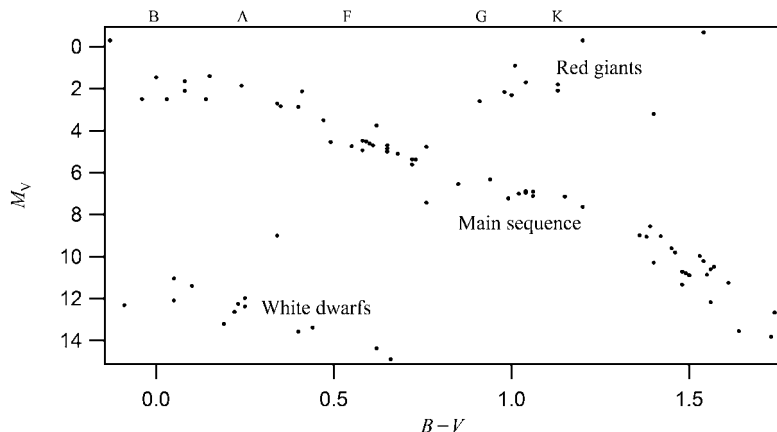 B A F G K
0
2
4
6
8
10
12
14
M_V
Red giants
Main sequence
White dwarfs
0.0 0.5 1.0 1.5
B−V